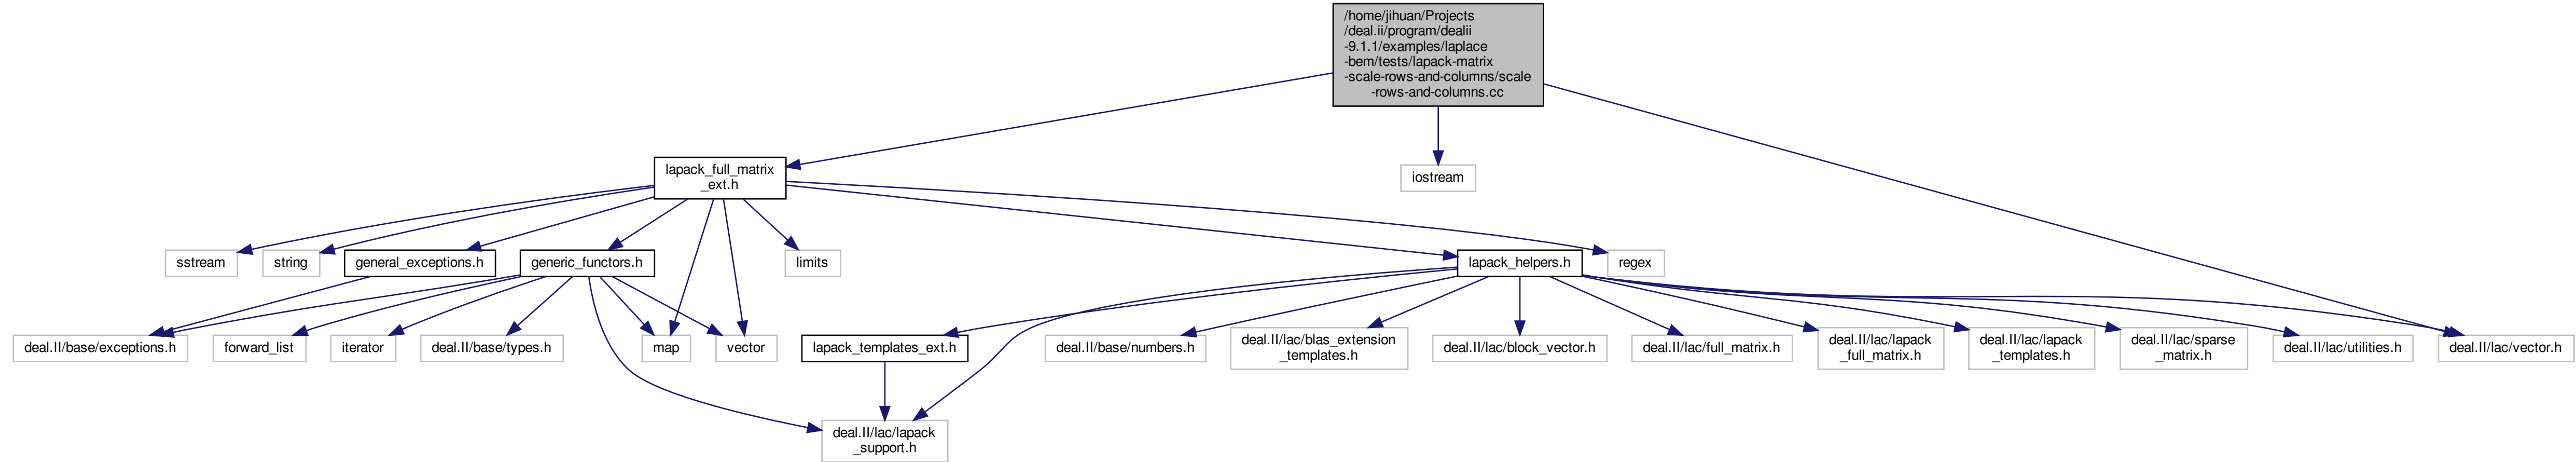 /home/jihuan/Projects
/deal.ii/program/dealii
-9.1.1/examples/laplace
-bem/tests/lapack-matrix
-scale-rows-and-columns/scale
-rows-and-columns.cc
lapack_full_matrix
_ext.h
iostream
sstream
string
general_exceptions.h
generic_functors.h
limits
lapack_helpers.h
regex
deal.II/base/exceptions.h
forward_list
iterator
deal.II/base/types.h
map
vector
lapack_templates_ext.h
deal.II/base/numbers.h
deal.II/lac/blas_extension
_templates.h
deal.II/lac/block_vector.h
deal.II/lac/full_matrix.h
deal.II/lac/lapack
_full_matrix.h
deal.II/lac/lapack
_templates.h
deal.II/lac/sparse
_matrix.h
deal.II/lac/utilities.h
deal.II/lac/vector.h
deal.II/lac/lapack
_support.h